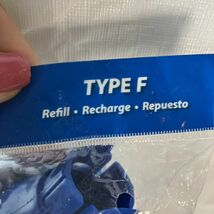 TYPE F
Refill • Recharge • Repuesto